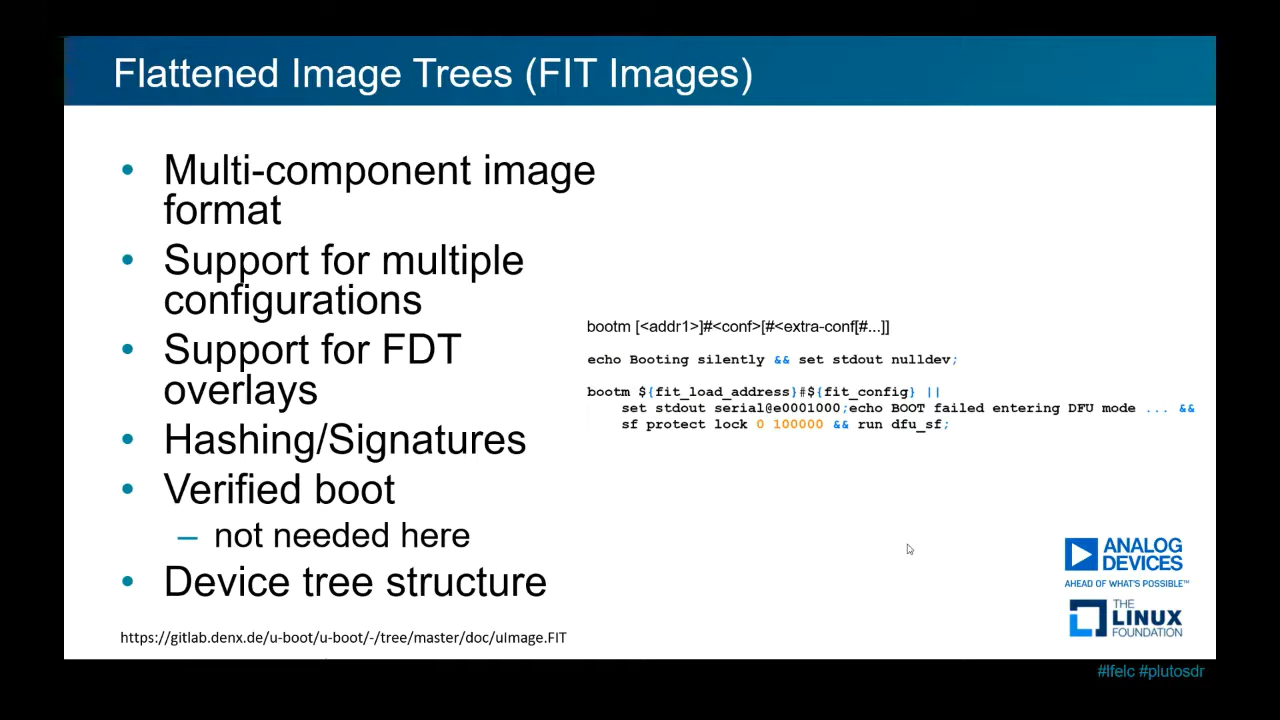 Flattened Image Trees (FIT Images)
• Multi-component image
format
• Support for multiple
configurations
• Support for FDT
overlays
• Hashing/Signatures
• Verified boot
– not needed here
• Device tree structure
https://gitlab.denx.de/u-boot/u-boot/-/tree/master/doc/uImage.FIT
bootm [<addr1>]#<conf>[#<extra-conf[#...]]
echo Booting silently && set stdout nulldev;
bootm ${fit_load_address}#${fit_config} ||
set stdout serial@e0001000;echo BOOT failed entering DFU mode ... &&
sf protect lock 0 100000 && run dfu_sf;
ANALOG
DEVICES
AHEAD OF WHAT'S POSSIBLE™
THE
LINUX
FOUNDATION
#lfelc #plutosdr